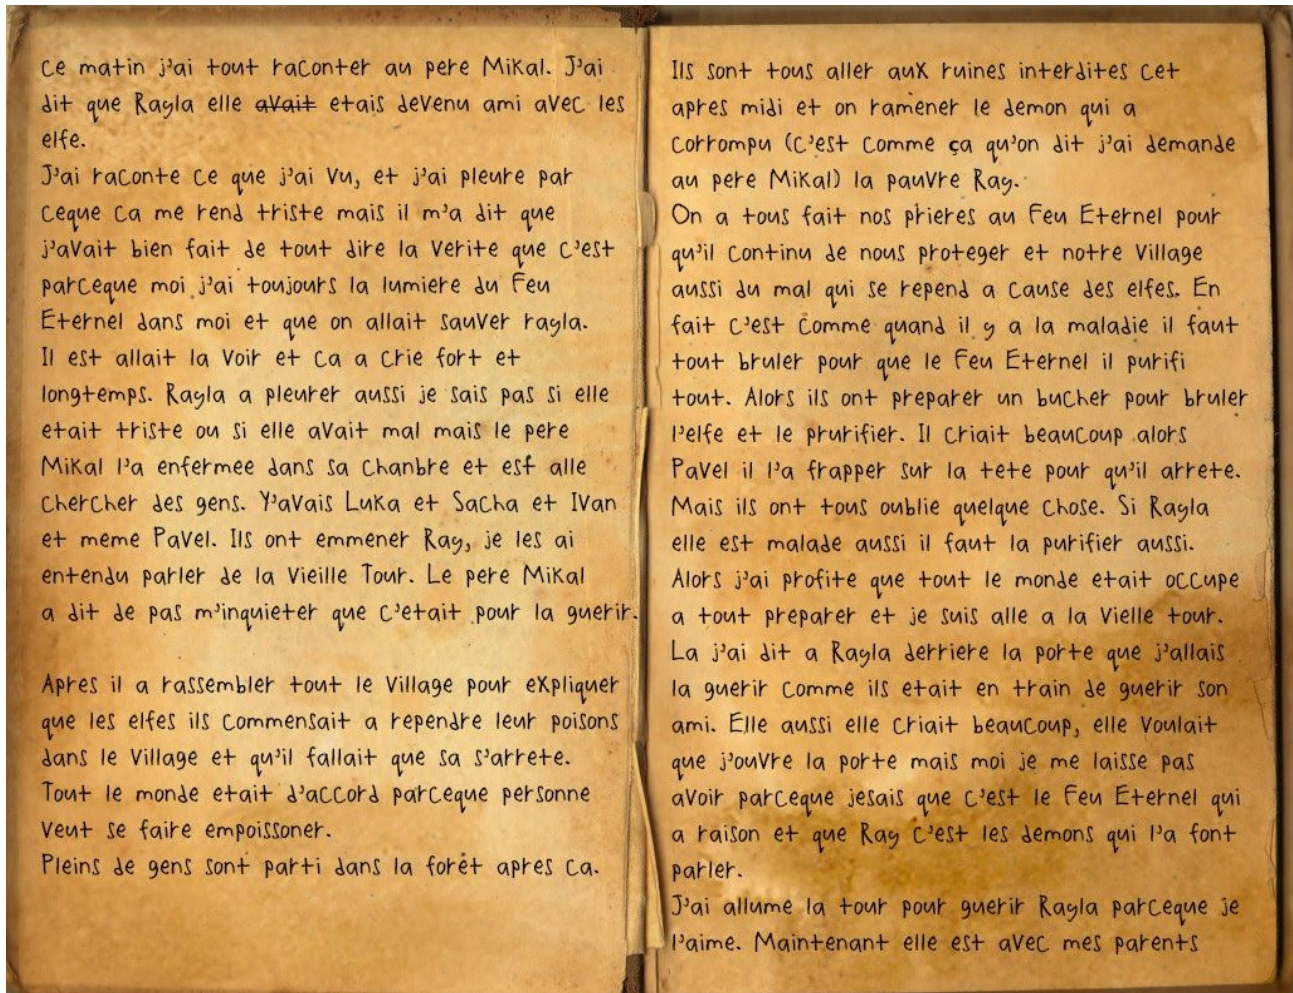 Ce matin j'ai tout raconter au pere Mikal. J'ai
dit que Rayla elle avait etais devenu ami avec les
elfe.
J'ai raconte ce que j'ai vu, et j'ai pleure par
ceque ca me rend triste mais il m'a dit que
j'avait bien fait de tout dire la verite que c'est
parceque moi j'ai toujours la lumiere du Feu
Eternel dans moi et que on allait sauver rayla.
Il est allait la voir et ca a crie fort et
longtemps. Rayla a pleurer aussi je sais pas si elle
etait triste ou si elle avait mal mais le pere
Mikal l'a enfermee dans sa chanbre et est alle
chercher des gens. Y'avais Luka et Sacha et Ivan
et meme Pavel. Ils ont emmener Ray, je les ai
entendu parler de la Vieille Tour. Le pere Mikal
a dit de pas m'inquieter que c'etait pour la guerir.
Apres il a rassembler tout le village pour expliquer
que les elfes ils commensait a rependre leur poisons
dans le village et qu'il fallait que sa s'arrete.
Tout le monde etait d'accord parceque personne
veut se faire empoissoner.
Pleins de gens sont parti dans la forêt apres ca.
Ils sont tous aller aux ruines interdites cet
apres midi et on ramener le demon qui a
corrompu (c'est comme ça qu'on dit j'ai demande
au pere Mikal) la pauvre Ray.
On a tous fait nos prieres au Feu Eternel pour
qu'il continu de nous proteger et notre village
aussi du mal qui se repend a cause des elfes. En
fait c'est comme quand il y a la maladie il faut
tout bruler pour que le Feu Eternel il purifi
tout. Alors ils ont preparer un bucher pour bruler
l'elfe et le prurifier. Il criait beaucoup alors
Pavel il l'a frapper sur la tete pour qu'il arrete.
Mais ils ont tous oublie quelque chose. Si Rayla
elle est malade aussi il faut la purifier aussi.
Alors j'ai profite que tout le monde etait occupe
a tout preparer et je suis alle a la Vielle tour.
La j'ai dit a Rayla derriere la porte que j'allais
la guerir comme ils etait en train de guerir son
ami. Elle aussi elle criait beaucoup, elle voulait
que j'ouvre la porte mais moi je me laisse pas
avoir parceque jesais que c'est le Feu Eternel qui
a raison et que Ray c'est les demons qui l'a font
parler.
J'ai allume la tour pour guerir Rayla parceque je
l'aime. Maintenant elle est avec mes parents